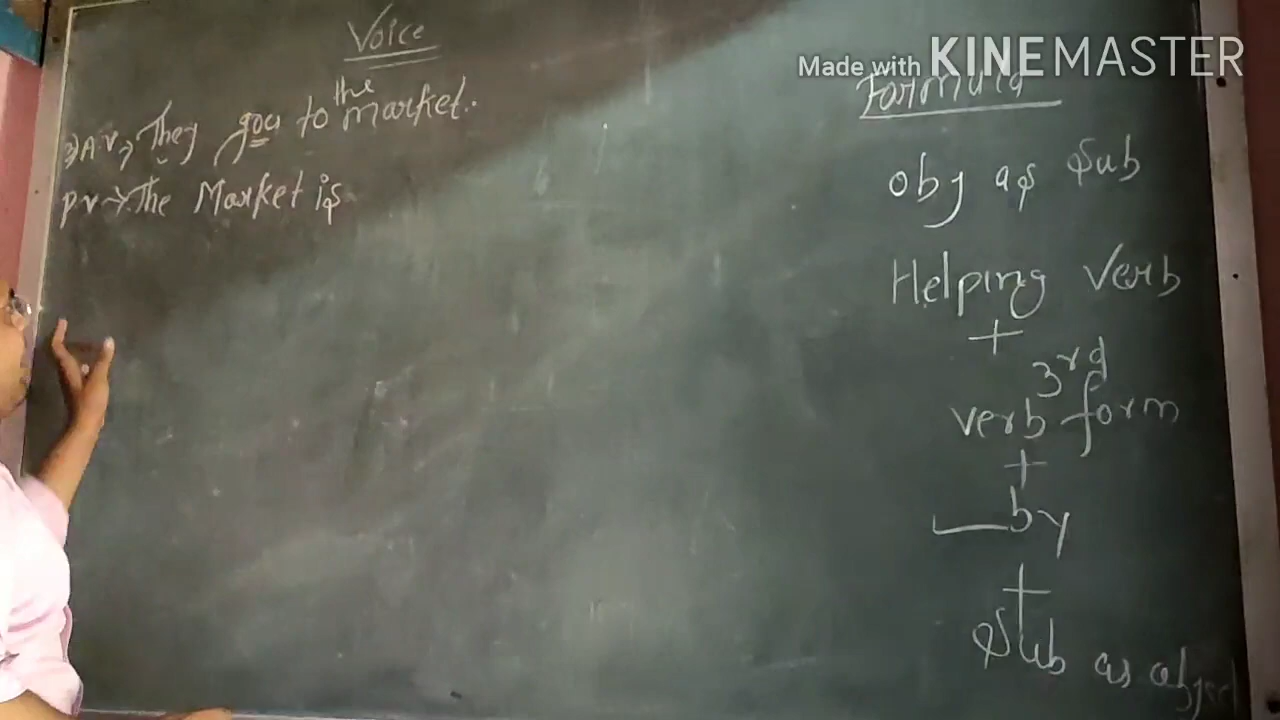 Voice
Made with KINEMASTER
Formula
3) A.V → They goes to the market.
P V → The Market is
obj as Sub
Helping Verb
+
3rd
verb form
+
by
+
Sub as object